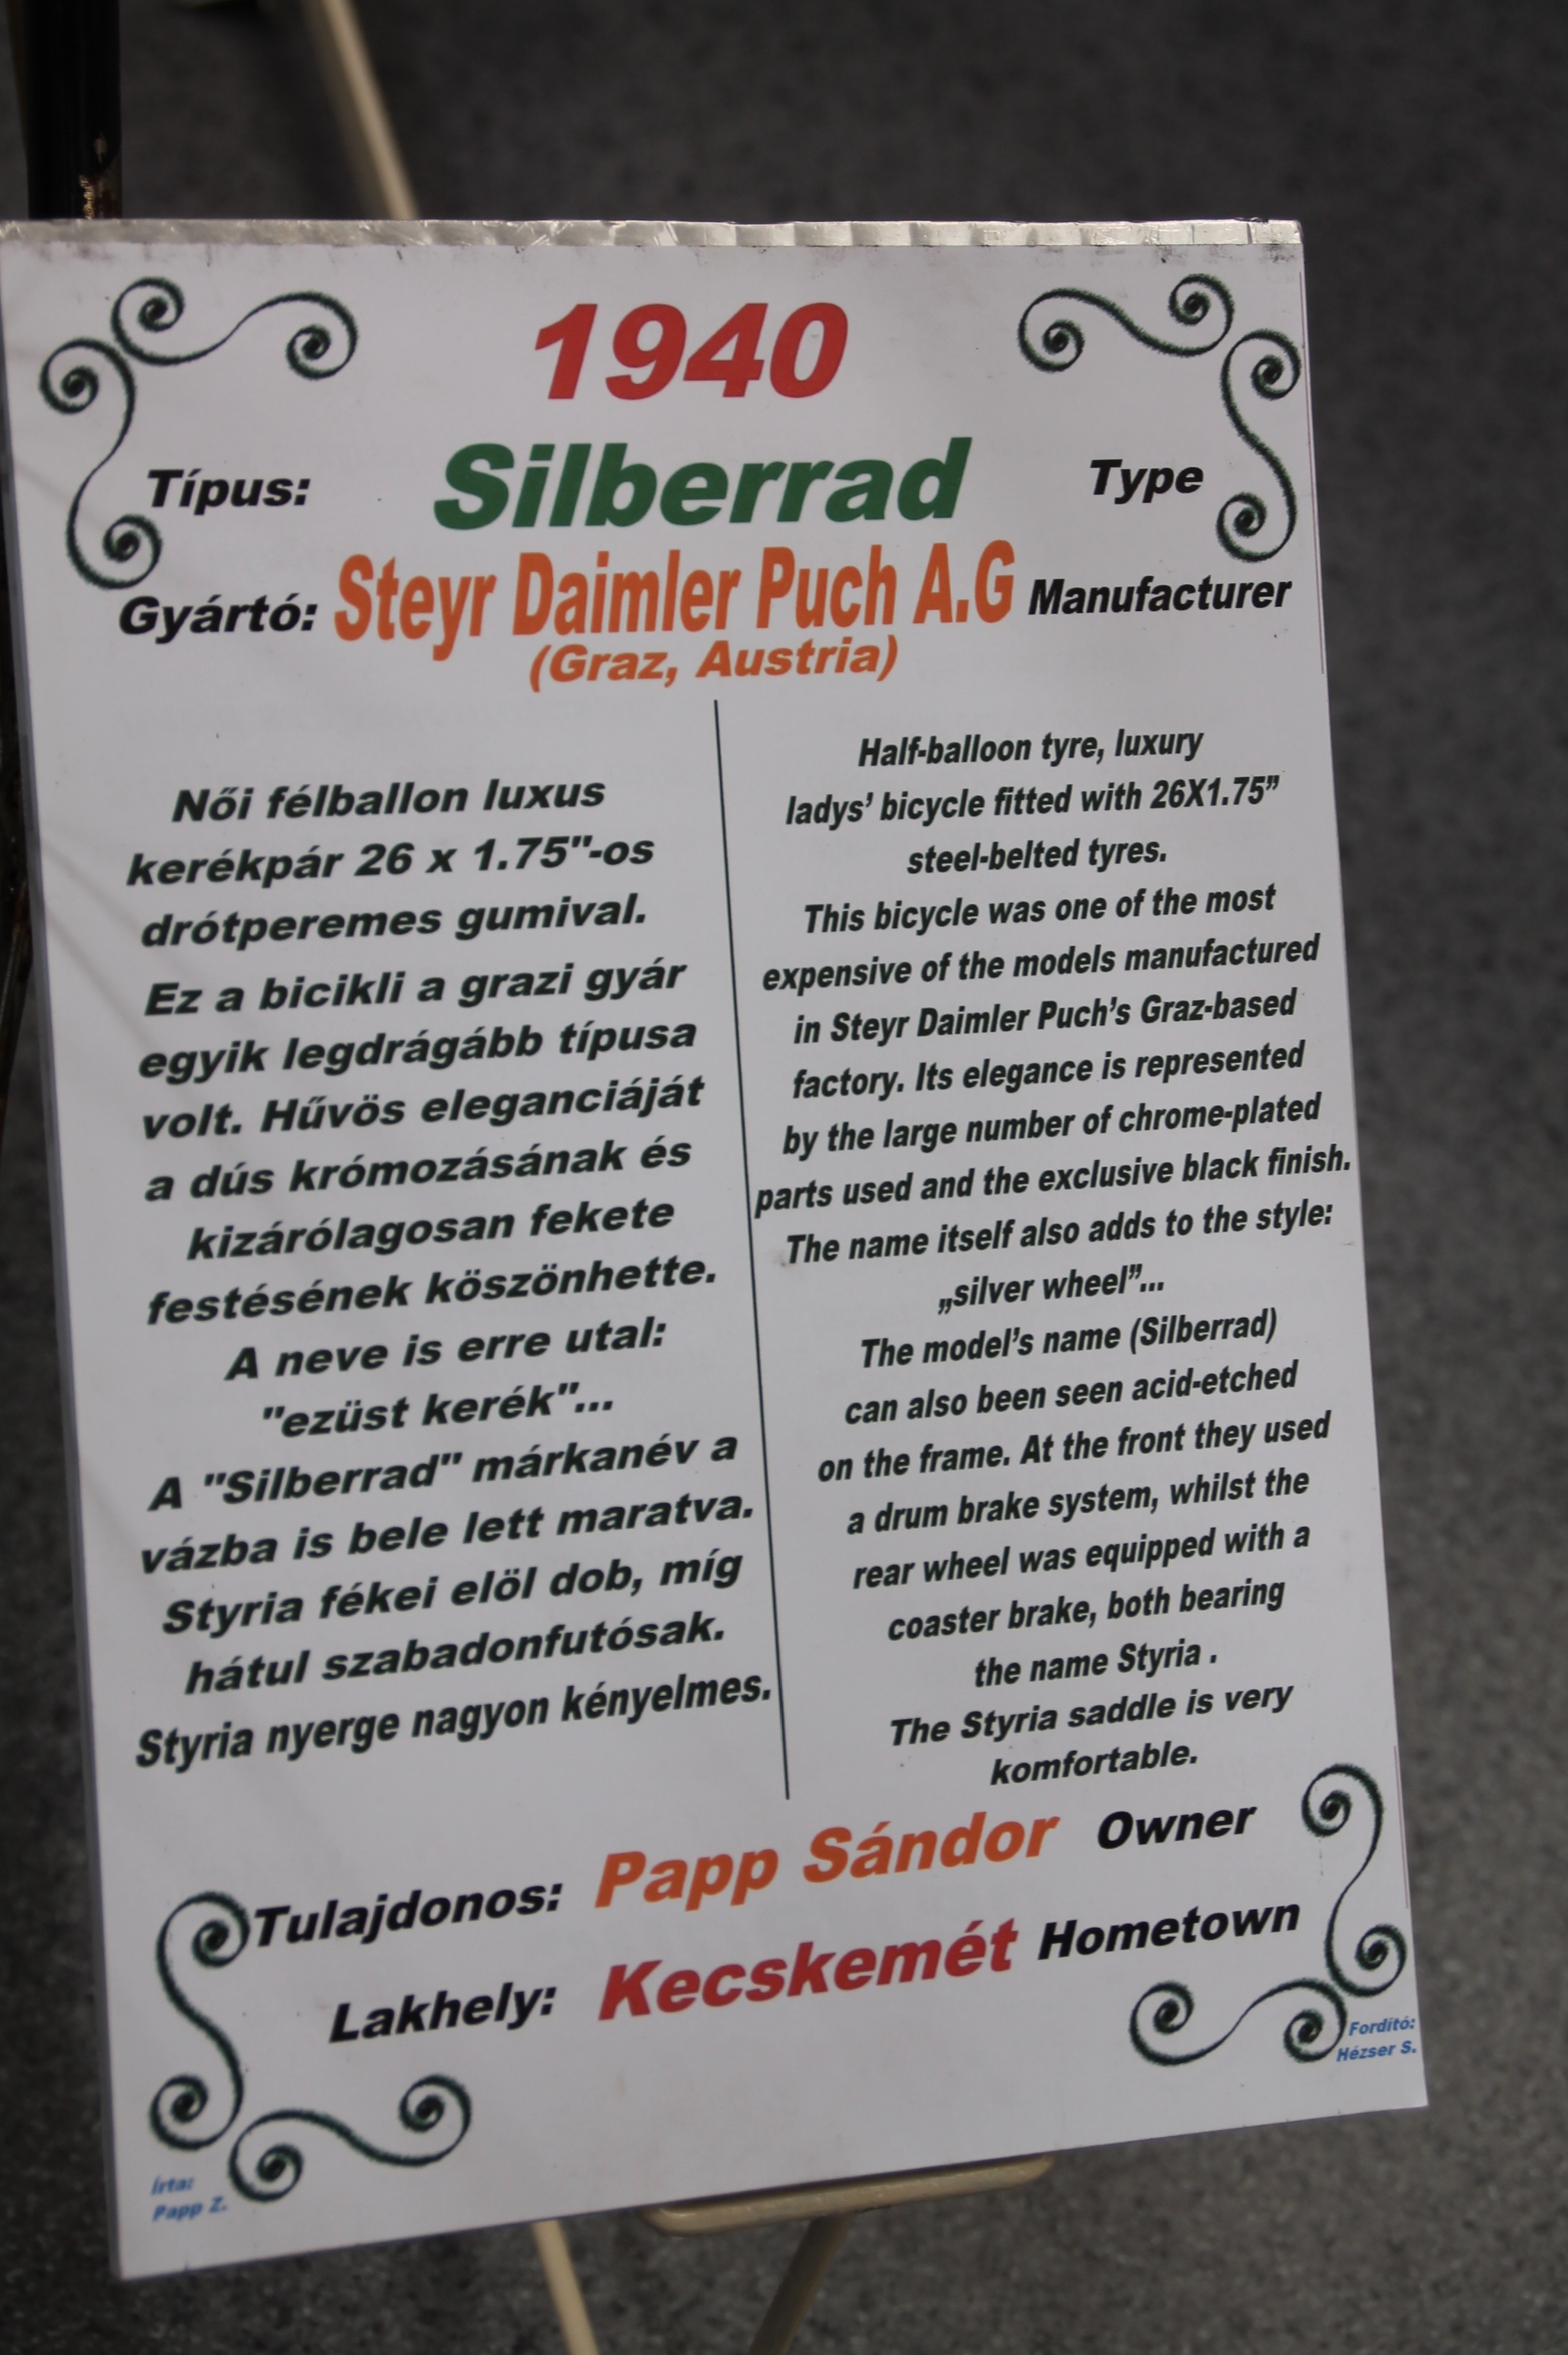 1940
Típus: Silberrad Type
Gyártó: Steyr Daimler Puch A.G Manufacturer
(Graz, Austria)
Női félballon luxus
kerékpár 26 x 1.75"-os
drótperemes gumival.
Ez a bicikli a grazi gyár
egyik legdrágább típusa
volt. Hűvös eleganciáját
a dús krómozásának és
kizárólagosan fekete
festésének köszönhette.
A neve is erre utal:
"ezüst kerék"...
A "Silberrad" márkanév a
vázba is bele lett maratva.
Styria fékei elöl dob, míg
hátul szabadonfutósak.
Styria nyerge nagyon kényelmes.
Half-balloon tyre, luxury
ladys’ bicycle fitted with 26X1.75”
steel-belted tyres.
This bicycle was one of the most
expensive of the models manufactured
in Steyr Daimler Puch’s Graz-based
factory. Its elegance is represented
by the large number of chrome-plated
parts used and the exclusive black finish.
The name itself also adds to the style:
„silver wheel”...
The model’s name (Silberrad)
can also been seen acid-etched
on the frame. At the front they used
a drum brake system, whilst the
rear wheel was equipped with a
coaster brake, both bearing
the name Styria .
The Styria saddle is very
komfortable.
Tulajdonos: Papp Sándor Owner
Lakhely: Kecskemét Hometown
Fordító:
Hézser S.
Írta:
Papp Z.